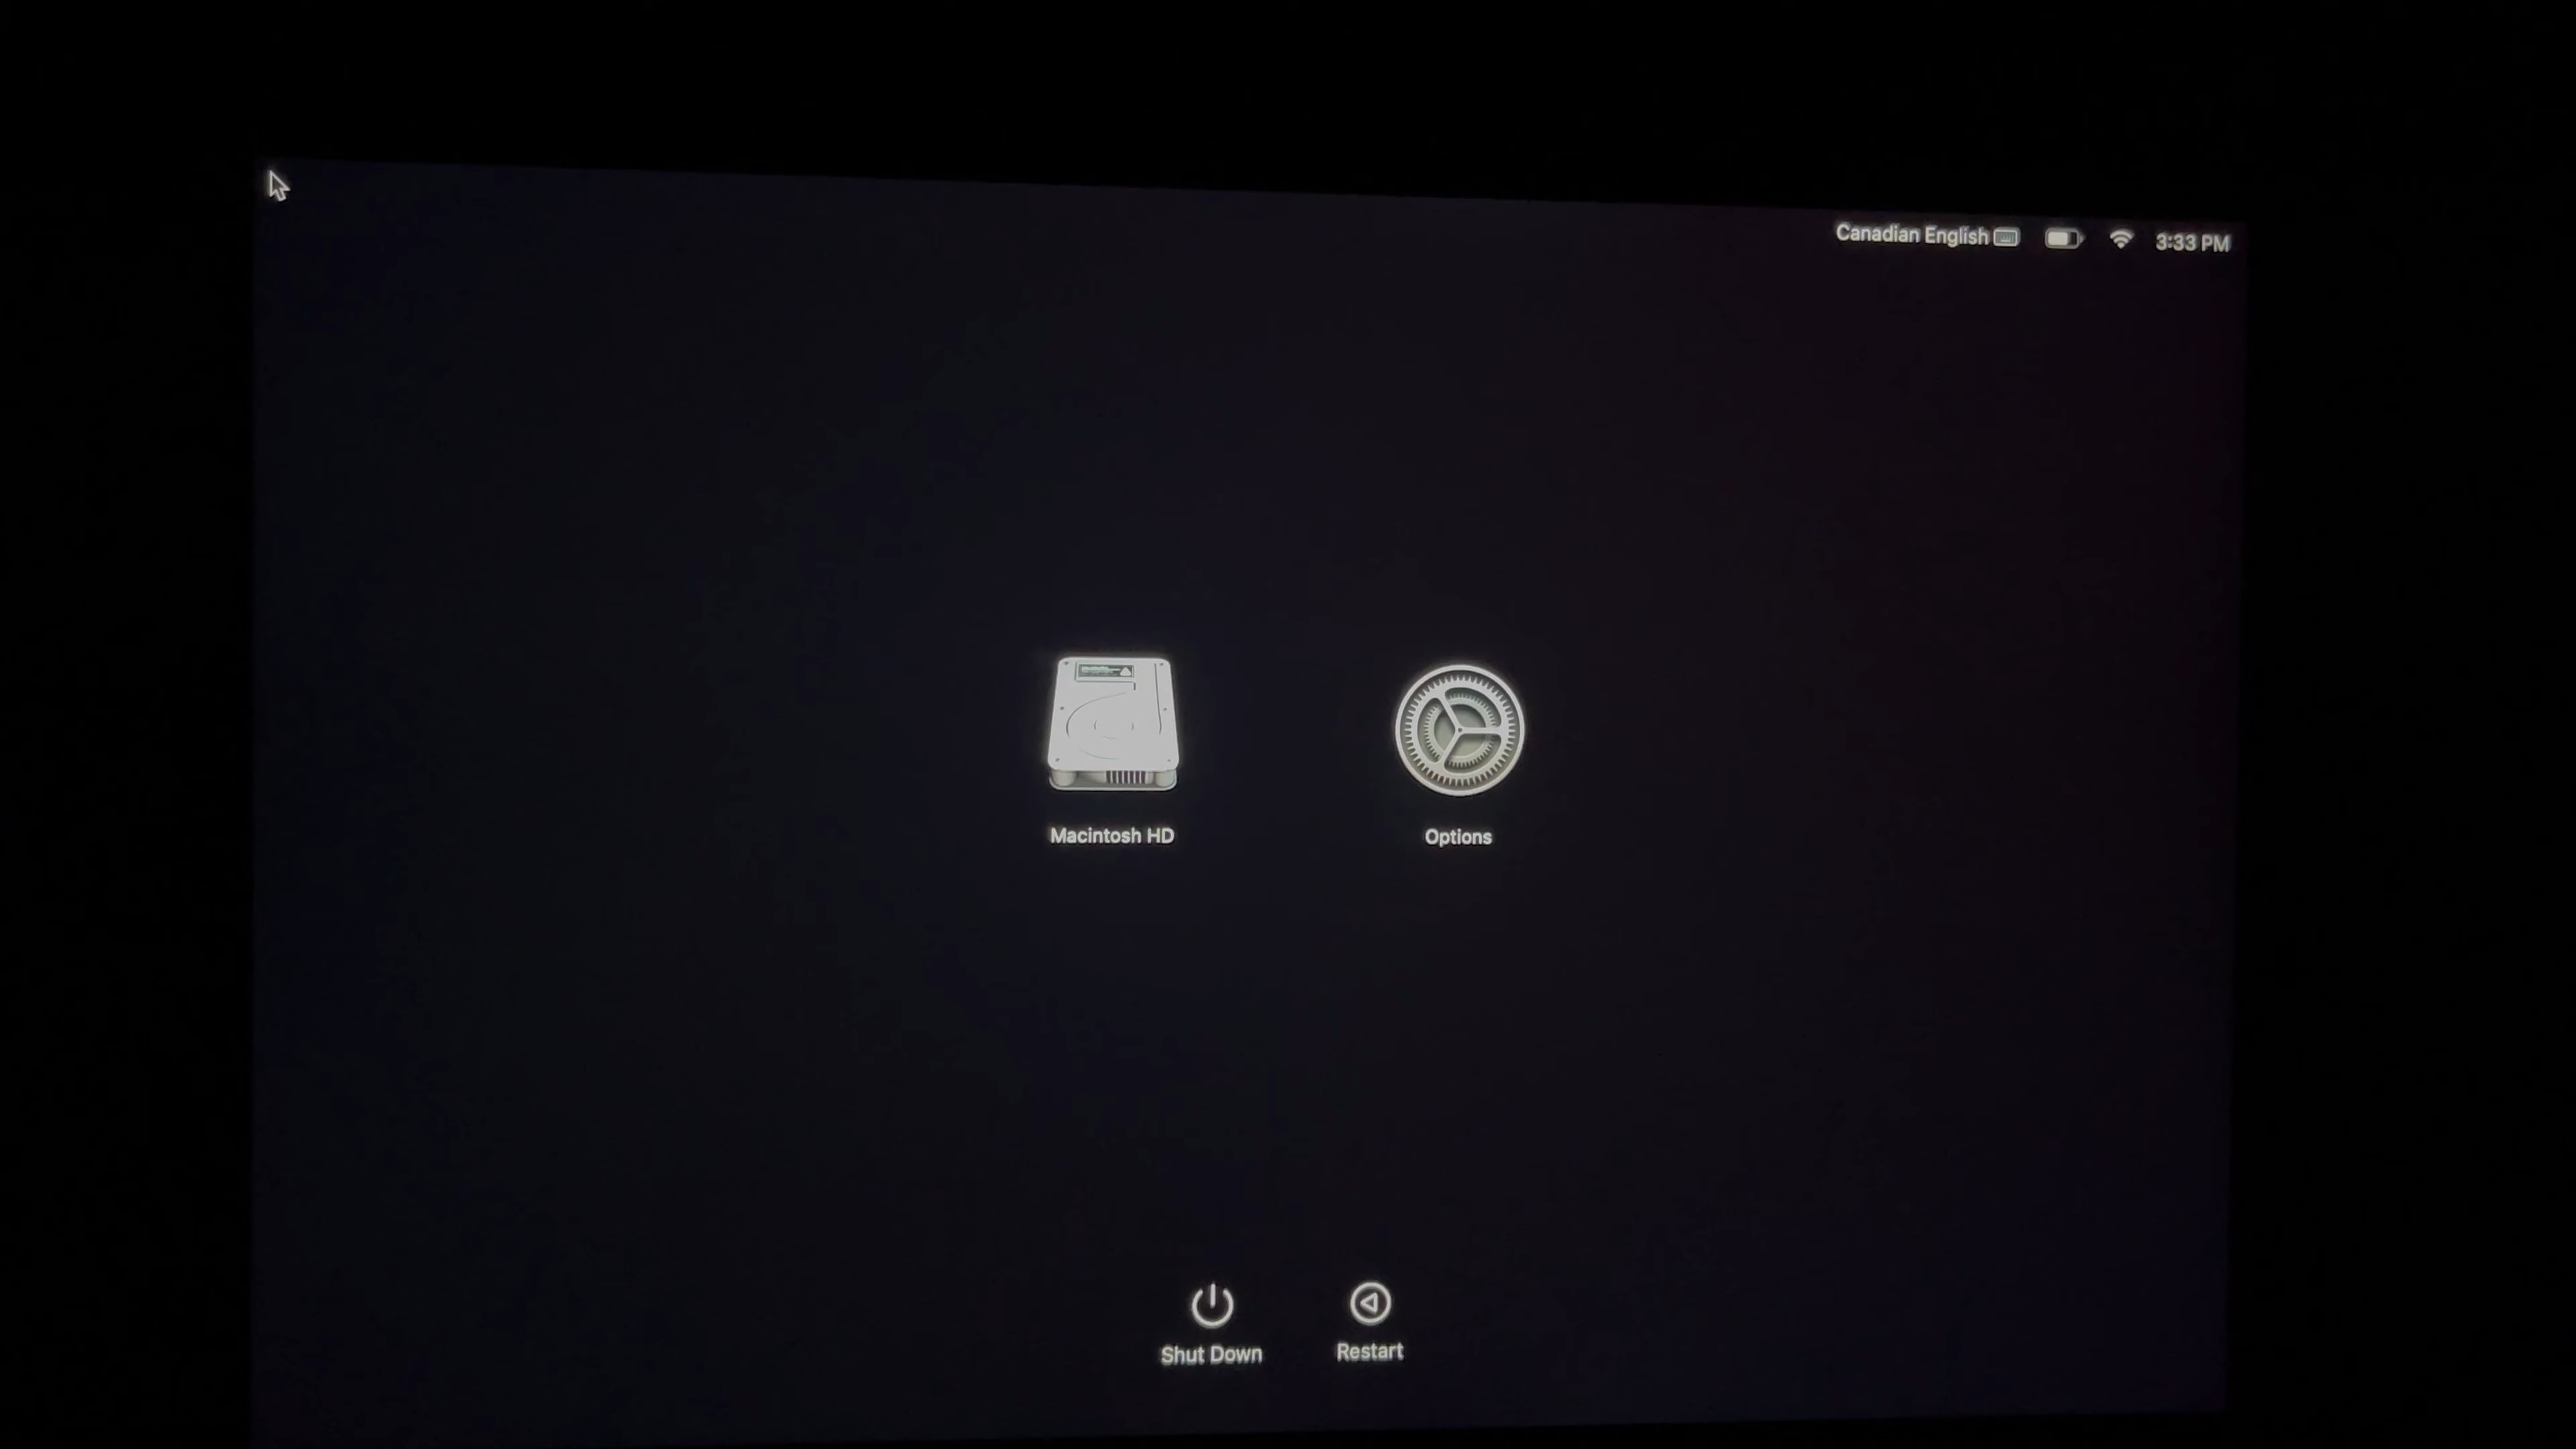 Canadian English
3:33 PM
Macintosh HD
Options
Shut Down
Restart